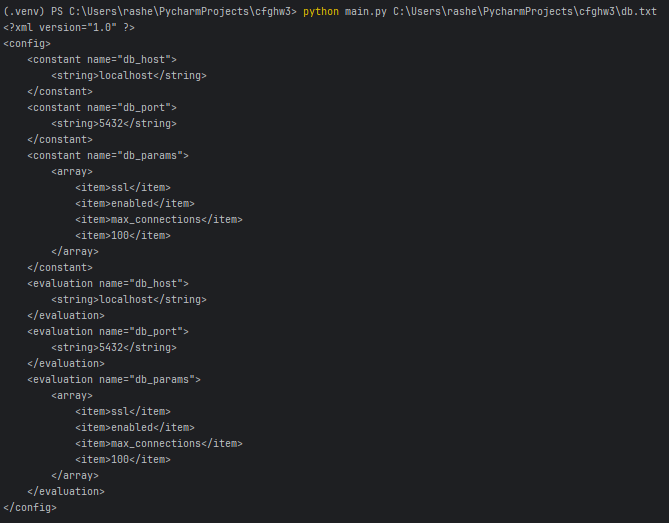 (.venv) PS C:\Users\rashe\PycharmProjects\cfghw3> python main.py C:\Users\rashe\PycharmProjects\cfghw3\db.txt
<?xml version="1.0" ?>
<config>
    <constant name="db_host">
        <string>localhost</string>
    </constant>
    <constant name="db_port">
        <string>5432</string>
    </constant>
    <constant name="db_params">
        <array>
            <item>ssl</item>
            <item>enabled</item>
            <item>max_connections</item>
            <item>100</item>
        </array>
    </constant>
    <evaluation name="db_host">
        <string>localhost</string>
    </evaluation>
    <evaluation name="db_port">
        <string>5432</string>
    </evaluation>
    <evaluation name="db_params">
        <array>
            <item>ssl</item>
            <item>enabled</item>
            <item>max_connections</item>
            <item>100</item>
        </array>
    </evaluation>
</config>